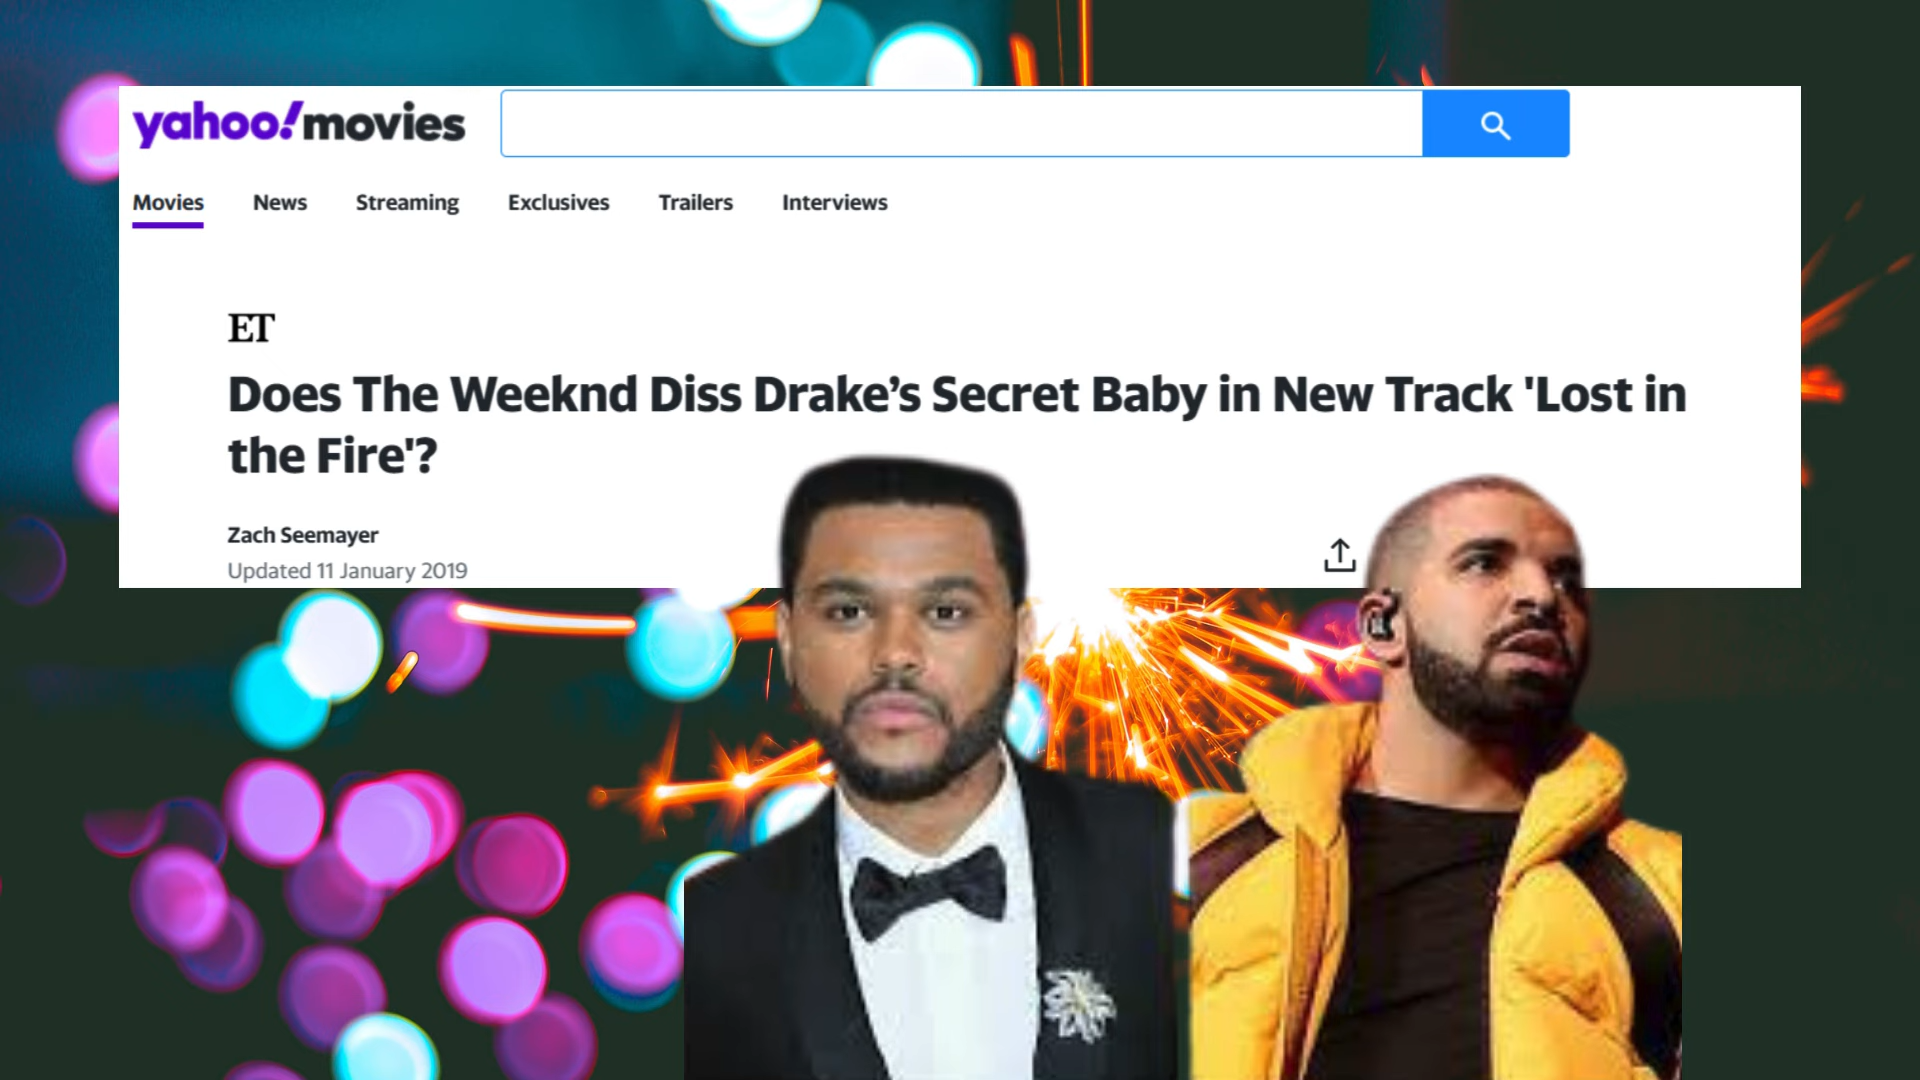 yahoo!movies
Movies News Streaming Exclusives Trailers Interviews
ET
Does The Weeknd Diss Drake’s Secret Baby in New Track 'Lost in
the Fire'?
Zach Seemayer
Updated 11 January 2019